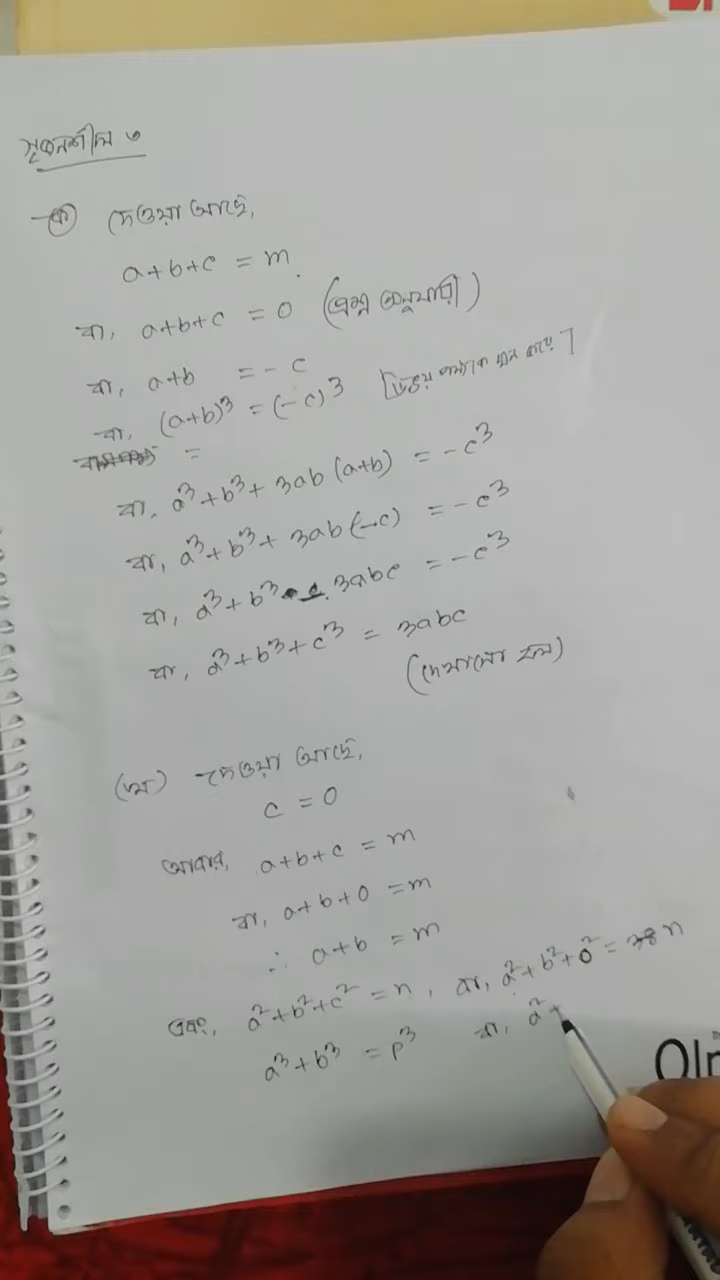 সৃজনশীল ৩
(ক) দেওয়া আছে,
a+b+c = m
বা, a+b+c = 0 (প্রশ্ন অনুযায়ী)
বা, a+b = - c
বা, (a+b)³ = (-c)³ [উভয় পক্ষকে ঘন করে]
=
বা, a³+b³+3ab(a+b) = -c³
বা, a³+b³+3ab(-c) = -c³
বা, a³+b³-3abc = -c³
বা, a³+b³+c³ = 3abc
(দেখানো হল)
(খ) দেওয়া আছে,
c = 0
আবার, a+b+c = m
বা, a+b+0 = m
∴ a+b = m
এবং, a²+b²+c² = n, বা, a²+b²+0² = n
a³+b³ = p³ বা, a²+